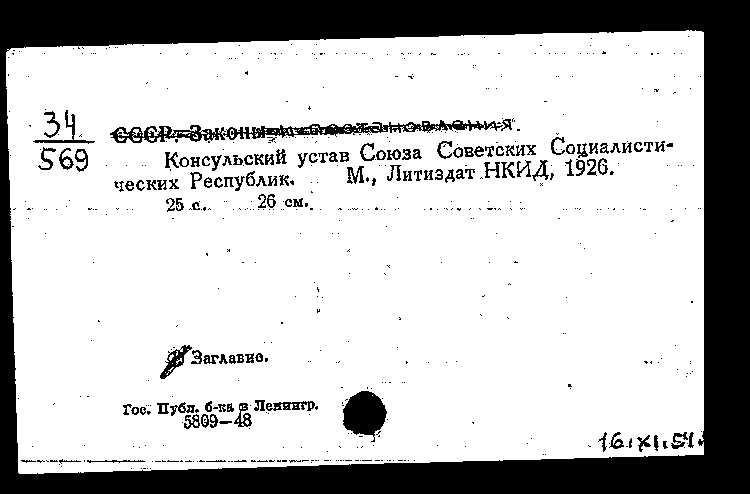 34
569
СССР. Законы и постановления.
Консульский устав Союза Советских Социалисти-
ческих Республик. М., Литиздат НКИД, 1926.
25 с. 26 см.
Заглавие.
Гос. Публ. б-ка в Ленингр.
5809—48
16.XI.54.